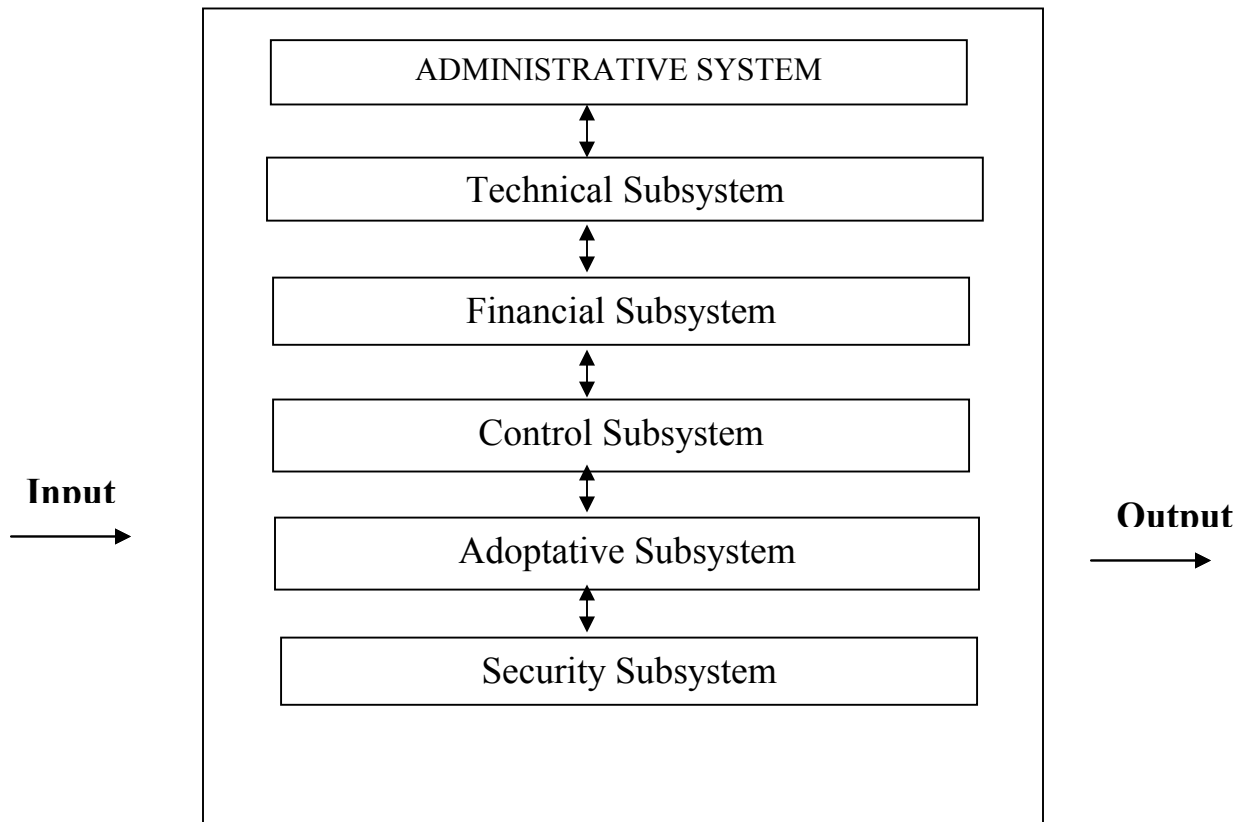 ADMINISTRATIVE SYSTEM
Technical Subsystem
Financial Subsystem
Control Subsystem
Input
Output
Adoptative Subsystem
Security Subsystem